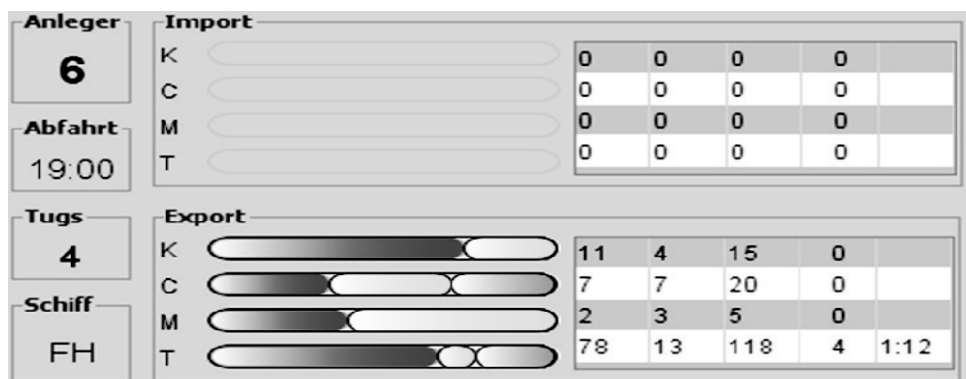 Anleger
6
Abfahrt
19:00
Tugs
4
Schiff
FH
Import
K 0 0 0 0
C 0 0 0 0
M 0 0 0 0
T 0 0 0 0
Export
K 11 4 15 0
C 7 7 20 0
M 2 3 5 0
T 78 13 118 4 1:12